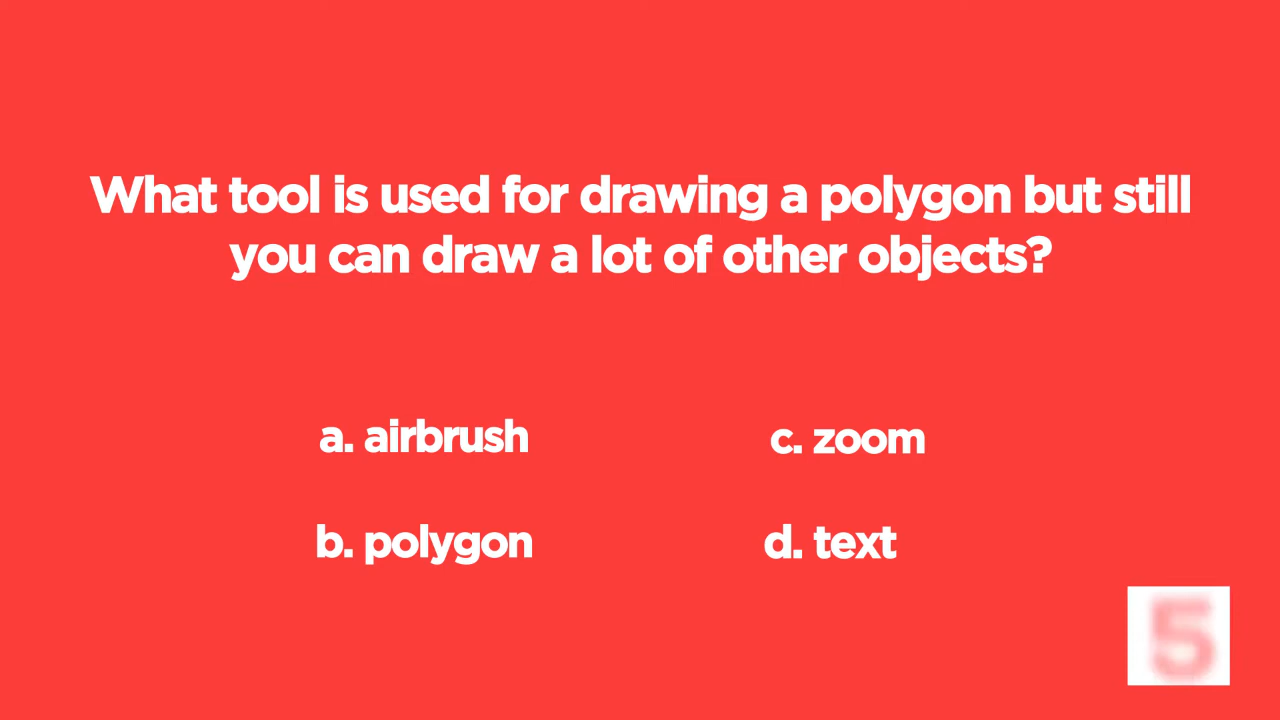 What tool is used for drawing a polygon but still
you can draw a lot of other objects?
a. airbrush
c. zoom
b. polygon
d. text
5